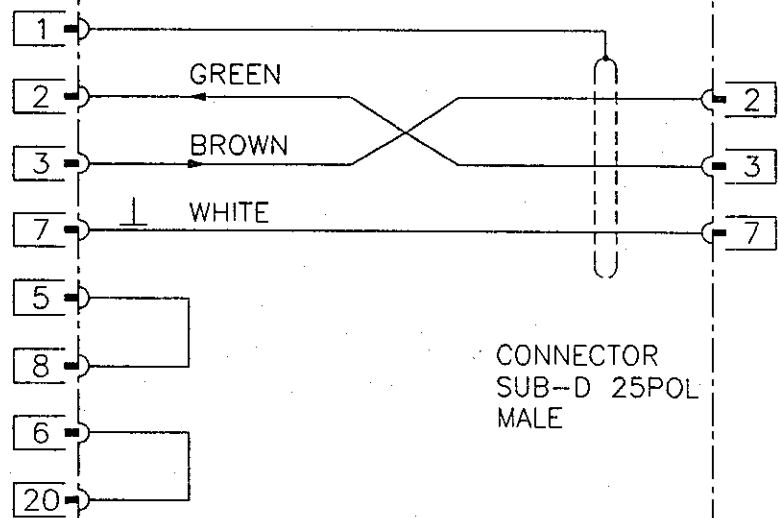 1
GREEN
2
2
BROWN
3
3
WHITE
7
7
5
8
6
20
CONNECTOR
SUB-D 25POL
MALE